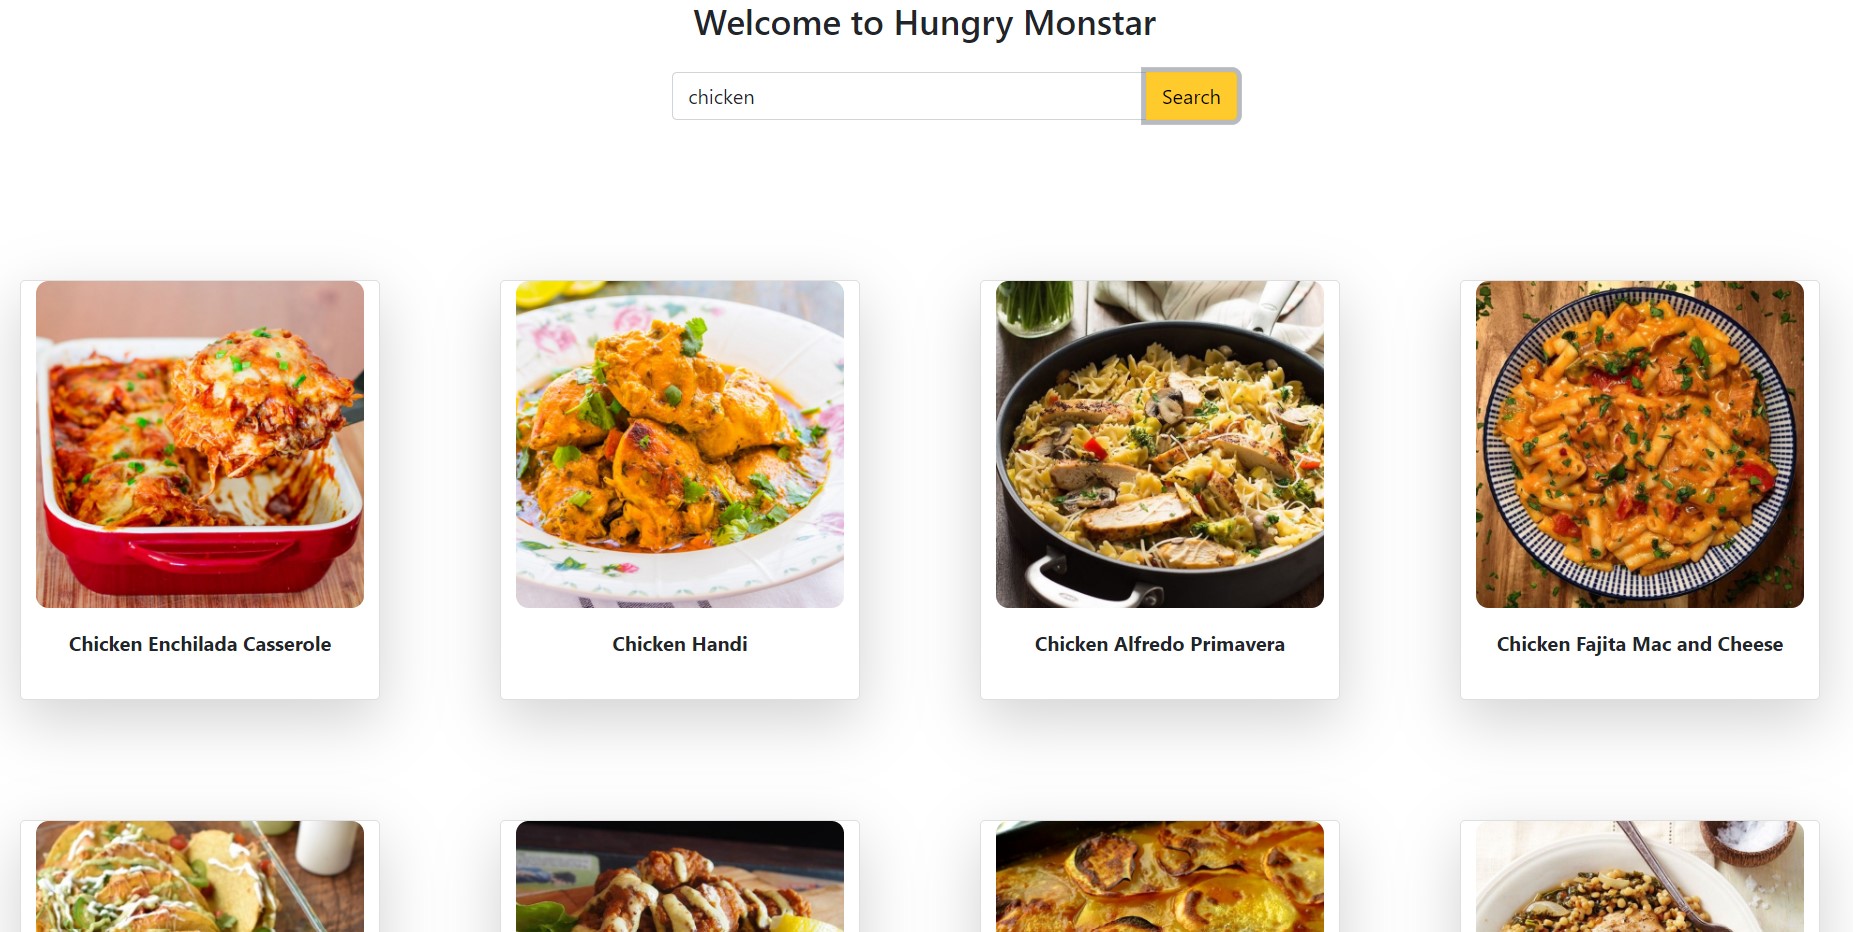 Welcome to Hungry Monstar
chicken
Search
Chicken Enchilada Casserole
Chicken Handi
Chicken Alfredo Primavera
Chicken Fajita Mac and Cheese